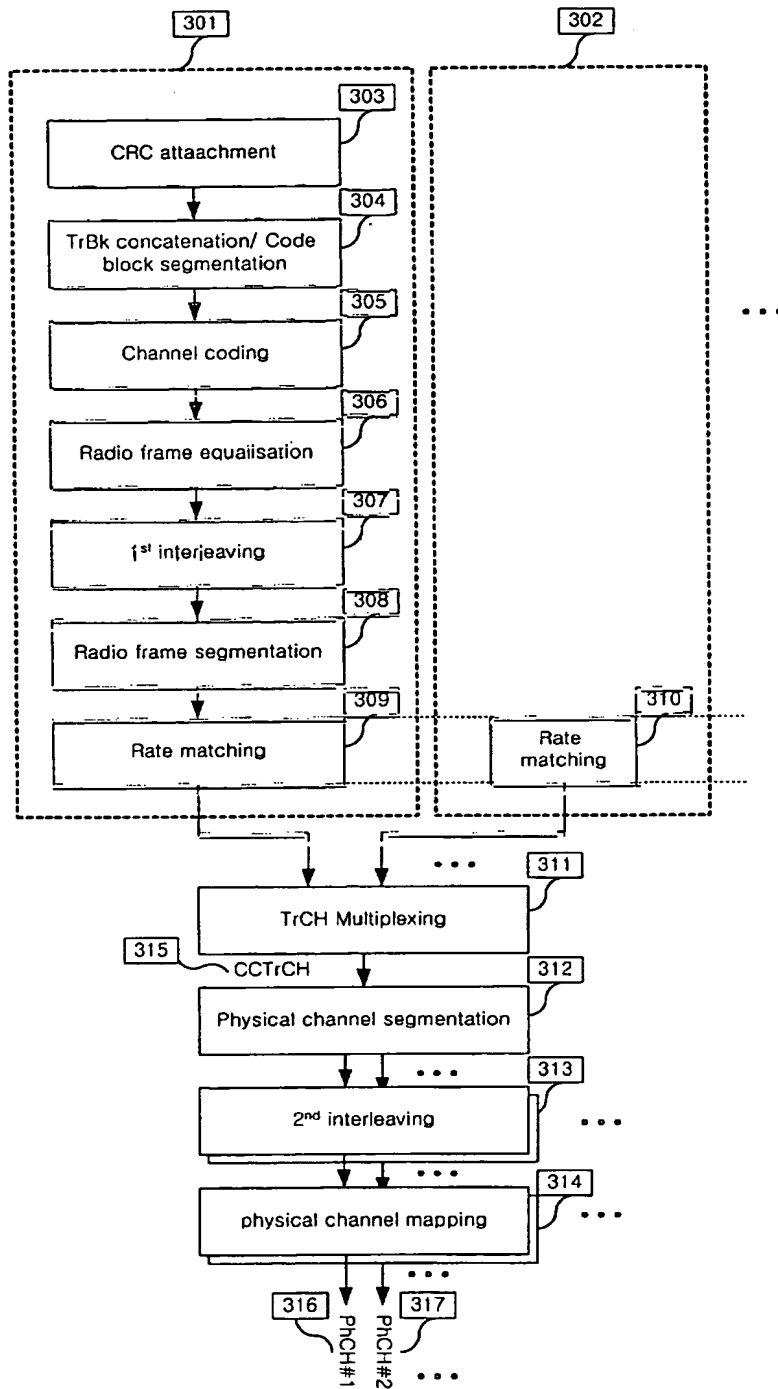 301
302
303
CRC attaachment
304
TrBk concatenation/ Code
block segmentation
305
Channel coding
306
Radio frame equalisation
307
1st interleaving
308
Radio frame segmentation
309
Rate matching
310
Rate
matching
311
TrCH Multiplexing
315
CCTrCH
312
Physical channel segmentation
313
2nd interleaving
314
physical channel mapping
316
317
PhCH#1
PhCH#2